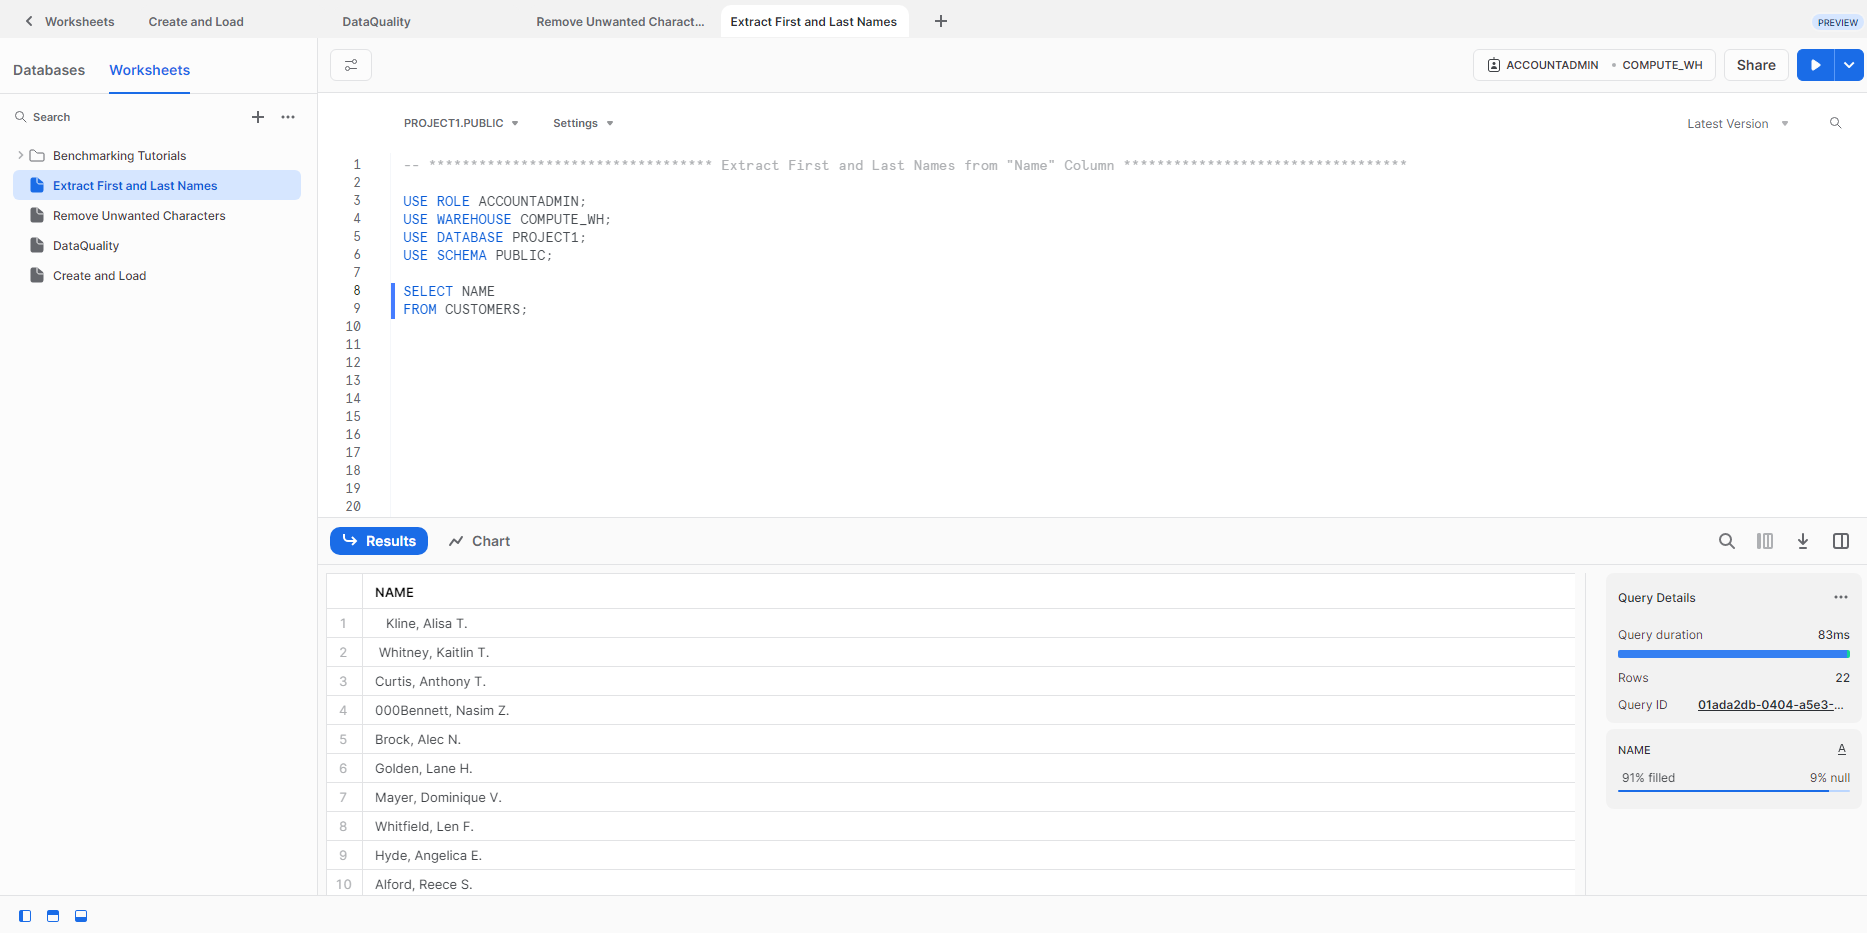 Worksheets
Create and Load
DataQuality
Remove Unwanted Charact...
Extract First and Last Names
PREVIEW
Databases
Worksheets
ACCOUNTADMIN
COMPUTE_WH
Share
Search
Benchmarking Tutorials
Extract First and Last Names
Remove Unwanted Characters
DataQuality
Create and Load
PROJECT1.PUBLIC
Settings
Latest Version
1 -- ********************************** Extract First and Last Names from "Name" Column **********************************
2
3 USE ROLE ACCOUNTADMIN;
4 USE WAREHOUSE COMPUTE_WH;
5 USE DATABASE PROJECT1;
6 USE SCHEMA PUBLIC;
7
8 SELECT NAME
9 FROM CUSTOMERS;
10
11
12
13
14
15
16
17
18
19
20
Results
Chart
NAME
1 Kline, Alisa T.
2 Whitney, Kaitlin T.
3 Curtis, Anthony T.
4 000Bennett, Nasim Z.
5 Brock, Alec N.
6 Golden, Lane H.
7 Mayer, Dominique V.
8 Whitfield, Len F.
9 Hyde, Angelica E.
10 Alford, Reece S.
Query Details
Query duration 83ms
Rows 22
Query ID 01ada2db-0404-a5e3-...
NAME A
91% filled 9% null